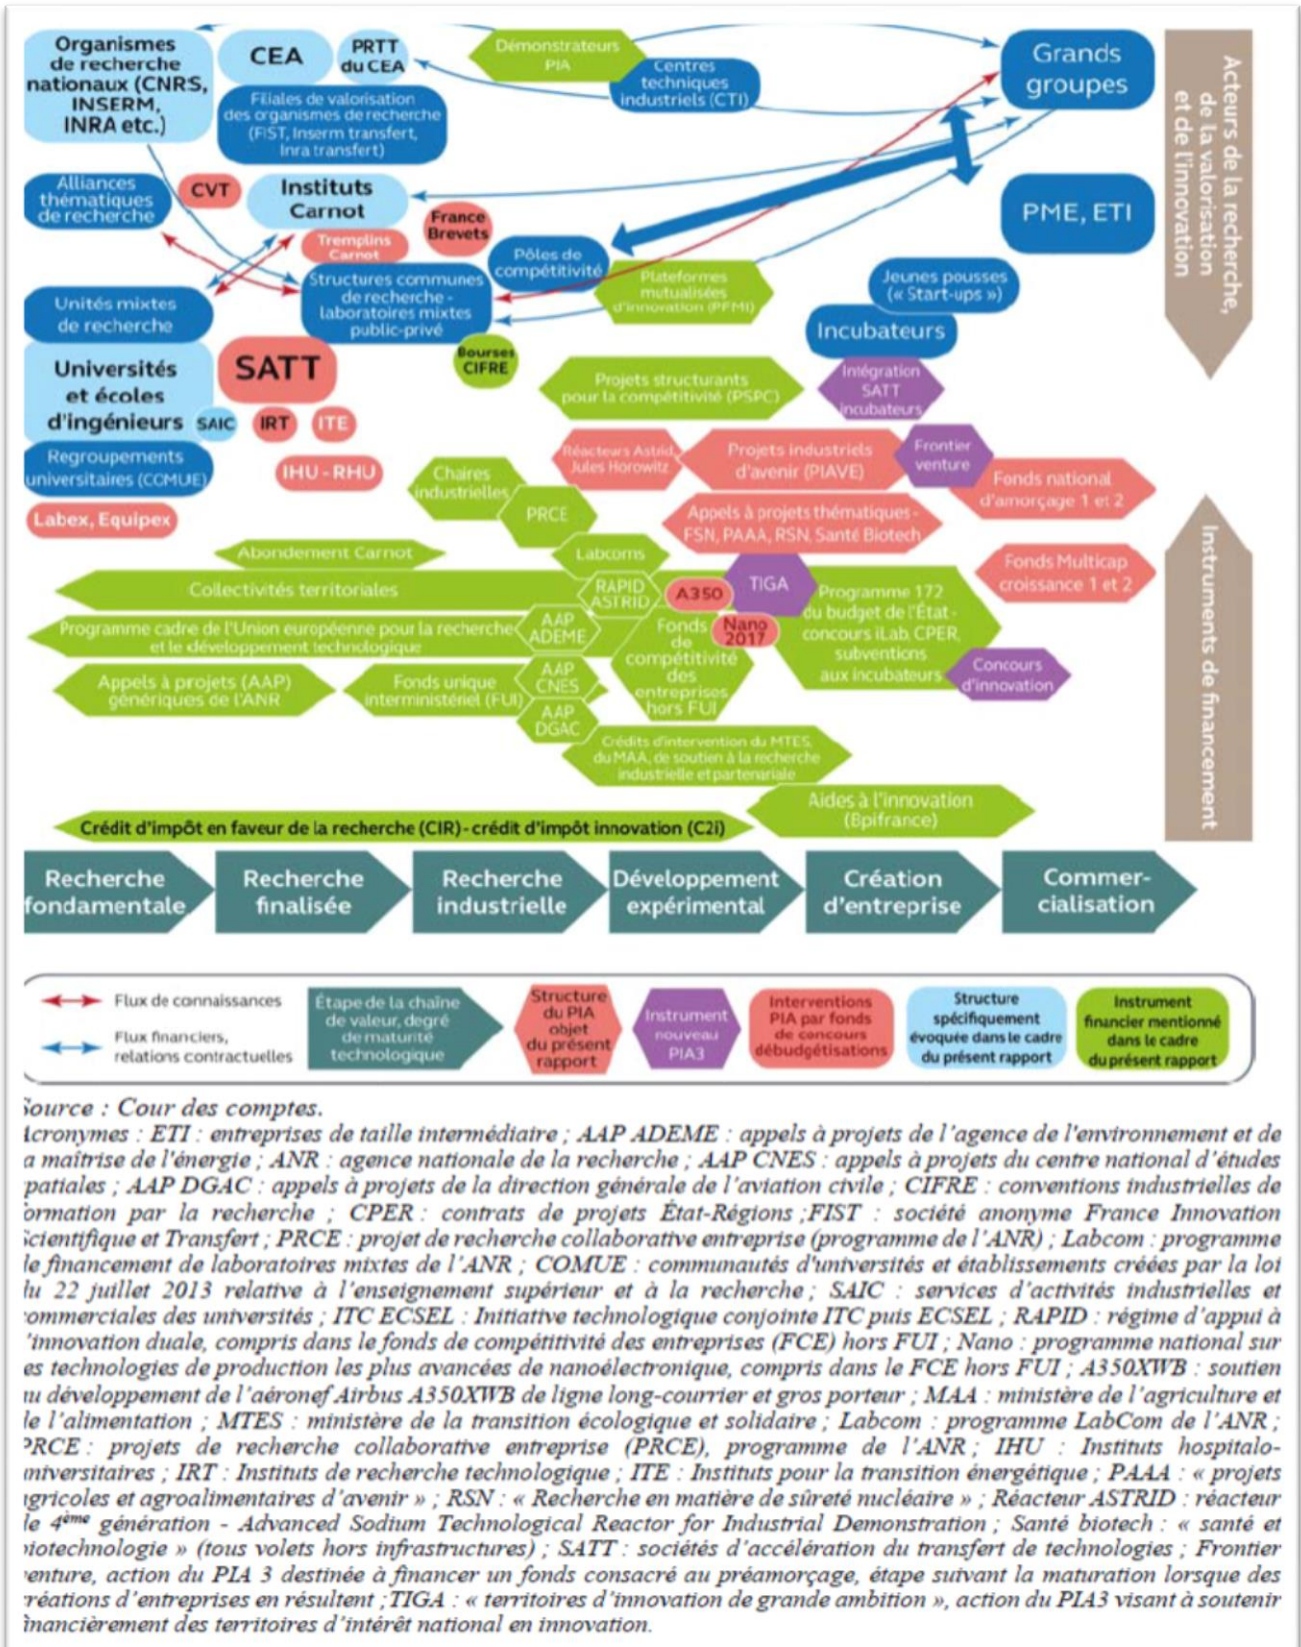 Organismes
de recherche
nationaux (CNRS,
INSERM,
INRA etc.)
CEA
PRTT
du CEA
Démonstrateurs
PIA
Centres
techniques
industriels (CTI)
Grands
groupes
Filiales de valorisation
des organismes de recherche
(FIST, Inserm transfert,
Inra transfert)
Alliances
thématiques
de recherche
CVT
Instituts
Carnot
Tremplins
Carnot
France
Brevets
PME, ETI
Acteurs de la recherche,
de la valorisation
et de l'innovation
Pôles de
compétitivité
Structures communes
de recherche -
laboratoires mixtes
public-privé
Plateformes
mutualisées
d'innovation (PFMI)
Jeunes pousses
(« Start-ups »)
Incubateurs
Unités mixtes
de recherche
Universités
et écoles
d'ingénieurs
SAIC
SATT
IRT
ITE
Bourses
CIFRE
Projets structurants
pour la compétitivité (PSPC)
Intégration
SATT
incubateurs
Regroupements
universitaires (COMUE)
IHU - RHU
Labex, Equipex
Chaires
industrielles
PRCE
Réacteurs Astrid,
Jules Horowitz
Projets industriels
d'avenir (PIAVE)
Frontier
venture
Fonds national
d'amorçage 1 et 2
Appels à projets thématiques -
FSN, PAAA, RSN, Santé Biotech
Fonds Multicap
croissance 1 et 2
Instruments de financement
Abondement Carnot
Labcoms
Collectivités territoriales
RAPID
ASTRID
A350
TIGA
Nano
2017
Programme 172
du budget de l'État -
concours iLab, CPER,
subventions
aux incubateurs
Programme cadre de l'Union européenne pour la recherche
et le développement technologique
AAP
ADEME
Fonds
de
compétitivité
des
entreprises
hors FUI
Concours
d'innovation
Appels à projets (AAP)
génériques de l'ANR
Fonds unique
interministériel (FUI)
AAP
CNES
AAP
DGAC
Crédits d'intervention du MTES,
du MAA, de soutien à la recherche
industrielle et partenariale
Aides à l'innovation
(Bpifrance)
Crédit d'impôt en faveur de la recherche (CIR) - crédit d'impôt innovation (C2i)
Recherche
fondamentale
Recherche
finalisée
Recherche
industrielle
Développement
expérimental
Création
d'entreprise
Commer-
cialisation
Flux de connaissances
Flux financiers,
relations contractuelles
Étape de la chaîne
de valeur, degré
de maturité
technologique
Structure
du PIA
objet
du présent
rapport
Instrument
nouveau
PIA3
Interventions
PIA par fonds
de concours
débudgétisations
Structure
spécifiquement
évoquée dans le cadre
du présent rapport
Instrument
financier mentionné
dans le cadre
du présent rapport
Source : Cour des comptes.
Acronymes : ETI : entreprises de taille intermédiaire ; AAP ADEME : appels à projets de l'agence de l'environnement et de
a maîtrise de l'énergie ; ANR : agence nationale de la recherche ; AAP CNES : appels à projets du centre national d'études
patiales ; AAP DGAC : appels à projets de la direction générale de l'aviation civile ; CIFRE : conventions industrielles de
ormation par la recherche ; CPER : contrats de projets État-Régions ;FIST : société anonyme France Innovation
Scientifique et Transfert ; PRCE : projet de recherche collaborative entreprise (programme de l'ANR) ; Labcom : programme
de financement de laboratoires mixtes de l'ANR ; COMUE : communautés d'universités et établissements créées par la loi
du 22 juillet 2013 relative à l'enseignement supérieur et à la recherche ; SAIC : services d'activités industrielles et
ommerciales des universités ; ITC ECSEL : Initiative technologique conjointe ITC puis ECSEL ; RAPID : régime d'appui à
'innovation duale, compris dans le fonds de compétitivité des entreprises (FCE) hors FUI ; Nano : programme national sur
es technologies de production les plus avancées de nanoélectronique, compris dans le FCE hors FUI ; A350XWB : soutien
au développement de l'aéronef Airbus A350XWB de ligne long-courrier et gros porteur ; MAA : ministère de l'agriculture et
de l'alimentation ; MTES : ministère de la transition écologique et solidaire ; Labcom : programme LabCom de l'ANR ;
PRCE : projets de recherche collaborative entreprise (PRCE), programme de l'ANR ; IHU : Instituts hospitalo-
universitaires ; IRT : Instituts de recherche technologique ; ITE : Instituts pour la transition énergétique ; PAAA : « projets
agricoles et agroalimentaires d'avenir » ; RSN : « Recherche en matière de sûreté nucléaire » ; Réacteur ASTRID : réacteur
de 4ème génération - Advanced Sodium Technological Reactor for Industrial Demonstration ; Santé biotech : « santé et
biotechnologie » (tous volets hors infrastructures) ; SATT : sociétés d'accélération du transfert de technologies ; Frontier
venture, action du PIA 3 destinée à financer un fonds consacré au préamorçage, étape suivant la maturation lorsque des
créations d'entreprises en résultent ; TIGA : « territoires d'innovation de grande ambition », action du PIA3 visant à soutenir
financièrement des territoires d'intérêt national en innovation.